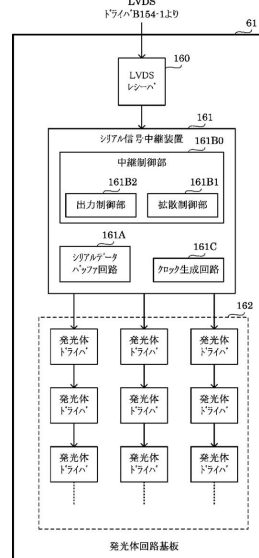 LVDS
ドライバB154-1より
61
160
LVDS
レシーバ
161
シリアル信号中継装置
161B0
中継制御部
161B2
161B1
出力制御部
拡散制御部
161A
161C
シリアルデータ
バッファ回路
クロック生成回路
162
発光体
ドライバ
発光体
ドライバ
発光体
ドライバ
発光体
ドライバ
発光体
ドライバ
発光体
ドライバ
発光体
ドライバ
発光体
ドライバ
発光体
ドライバ
発光体回路基板